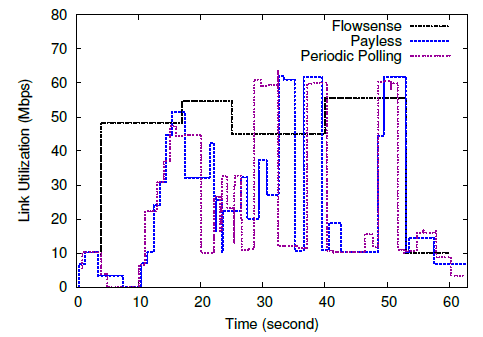 Flowsense
Payless
Periodic Polling
Link Utilization (Mbps)
80
70
60
50
40
30
20
10
0
0 10 20 30 40 50 60
Time (second)